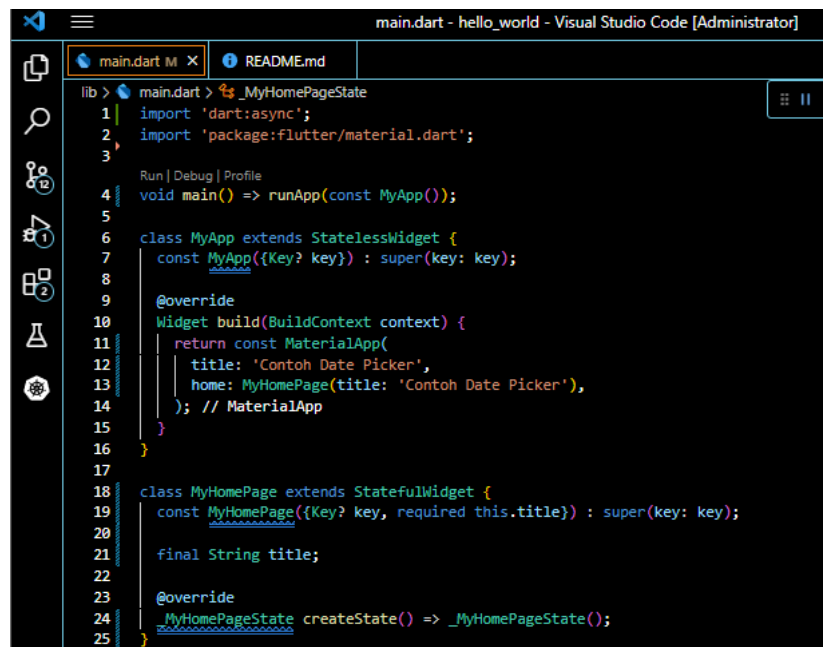 main.dart - hello_world - Visual Studio Code [Administrator]
main.dart M
README.md
lib > main.dart > _MyHomePageState
1 import 'dart:async';
2 import 'package:flutter/material.dart';
3
Run | Debug | Profile
4 void main() => runApp(const MyApp());
5
6 class MyApp extends StatelessWidget {
7 const MyApp({Key? key}) : super(key: key);
8
9 @override
10 Widget build(BuildContext context) {
11 return const MaterialApp(
12 title: 'Contoh Date Picker',
13 home: MyHomePage(title: 'Contoh Date Picker'),
14 ); // MaterialApp
15 }
16 }
17
18 class MyHomePage extends StatefulWidget {
19 const MyHomePage({Key? key, required this.title}) : super(key: key);
20
21 final String title;
22
23 @override
24 _MyHomePageState createState() => _MyHomePageState();
25 }
12
1
2